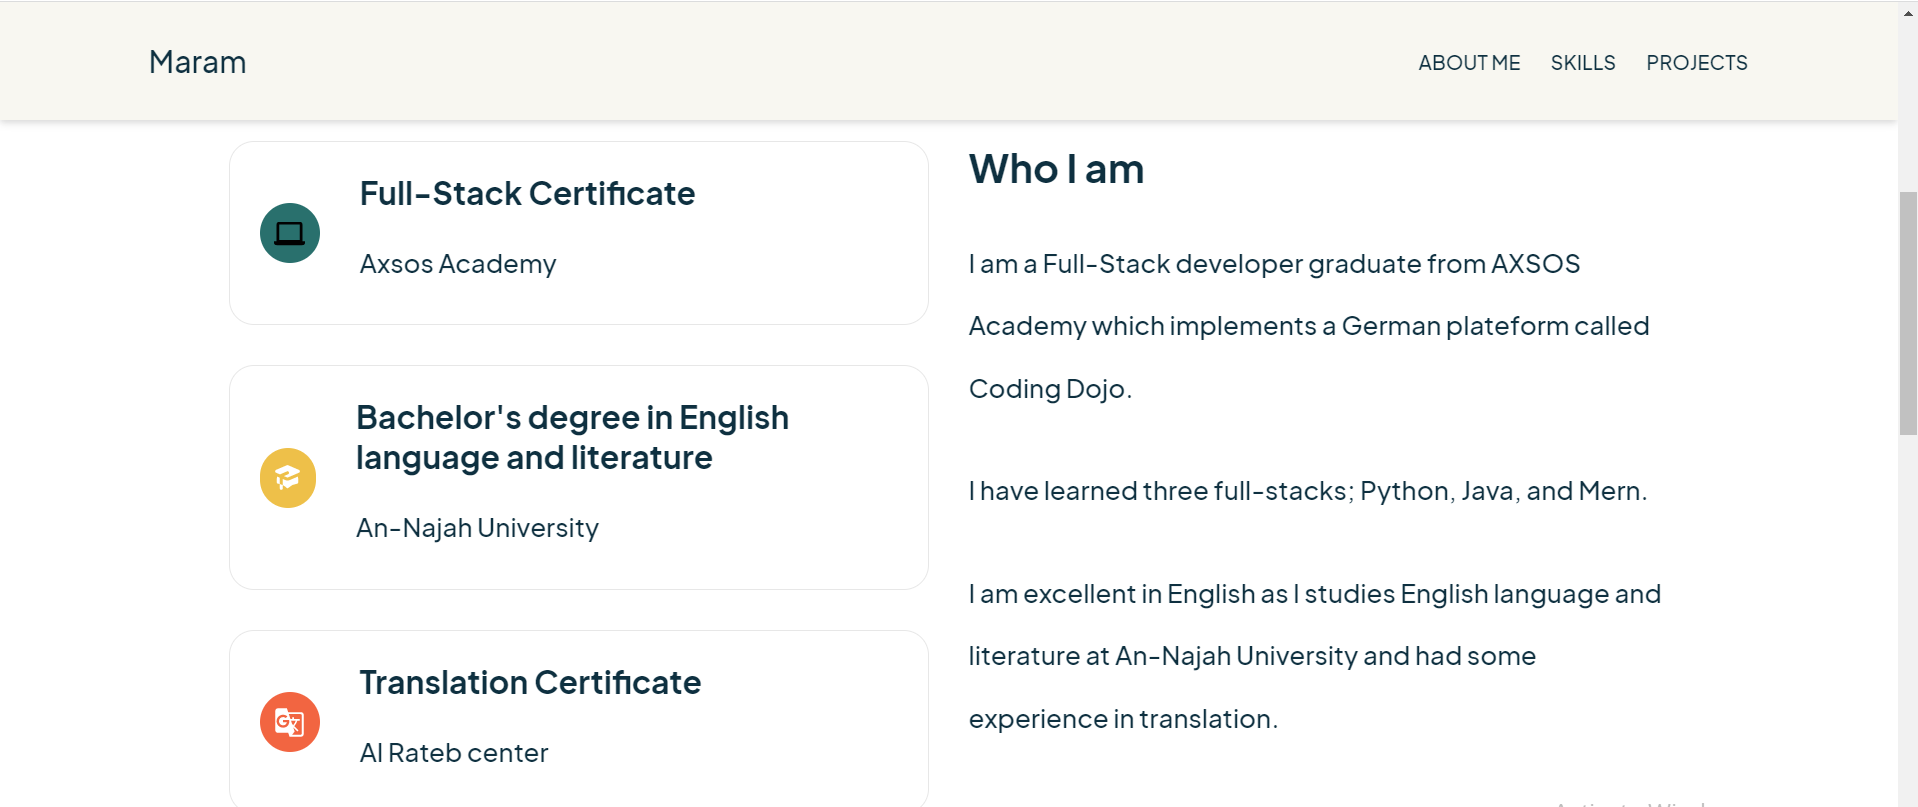 Maram
ABOUT ME SKILLS PROJECTS
Full-Stack Certificate
Axsos Academy
Bachelor's degree in English
language and literature
An-Najah University
Translation Certificate
Al Rateb center
Who I am
I am a Full-Stack developer graduate from AXSOS
Academy which implements a German plateform called
Coding Dojo.
I have learned three full-stacks; Python, Java, and Mern.
I am excellent in English as I studies English language and
literature at An-Najah University and had some
experience in translation.